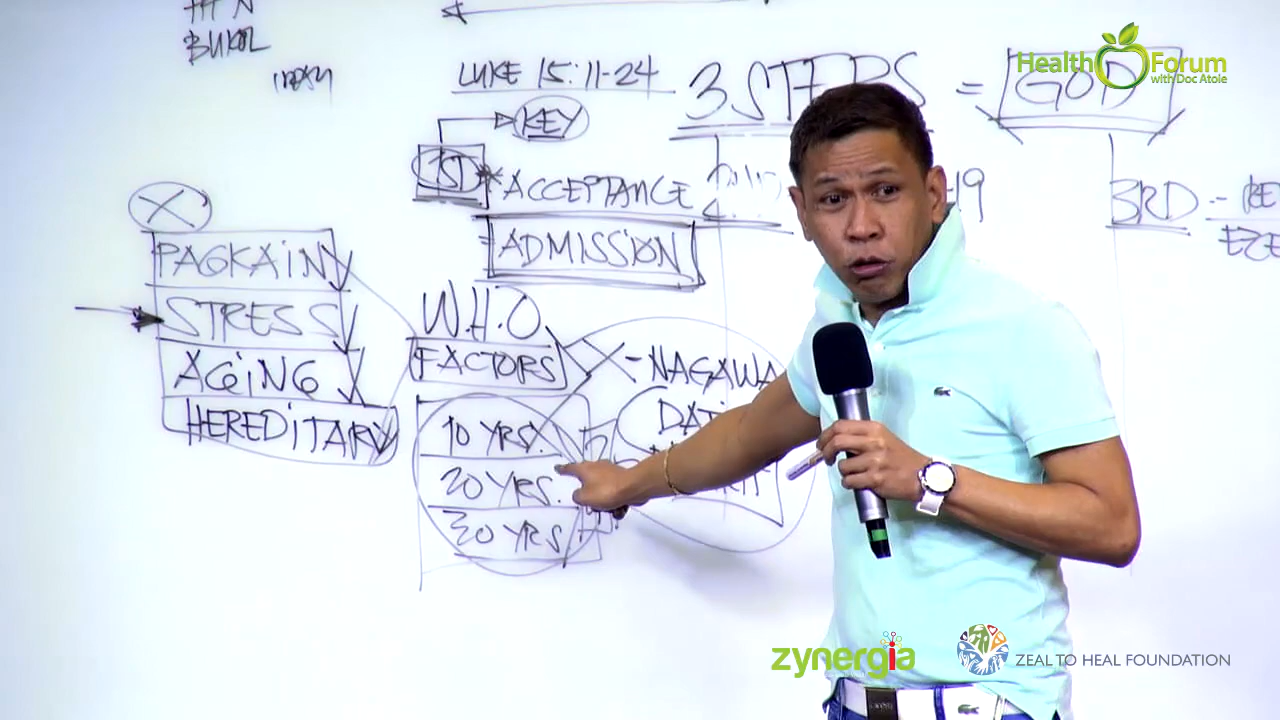 BUKOL
LUKE 15:11-24
3 STEPS = GOD
KEY
1ST
*ACCEPTANCE
=ADMISSION
3RD -
X
PAGKAIN
STRESS
AGING
HEREDITARY
W.H.O
FACTORS
10 YRS.
20 YRS.
30 YRS.
-NAGAWA
Health Forum
with Doc Atole
zynergia
ZEAL TO HEAL FOUNDATION